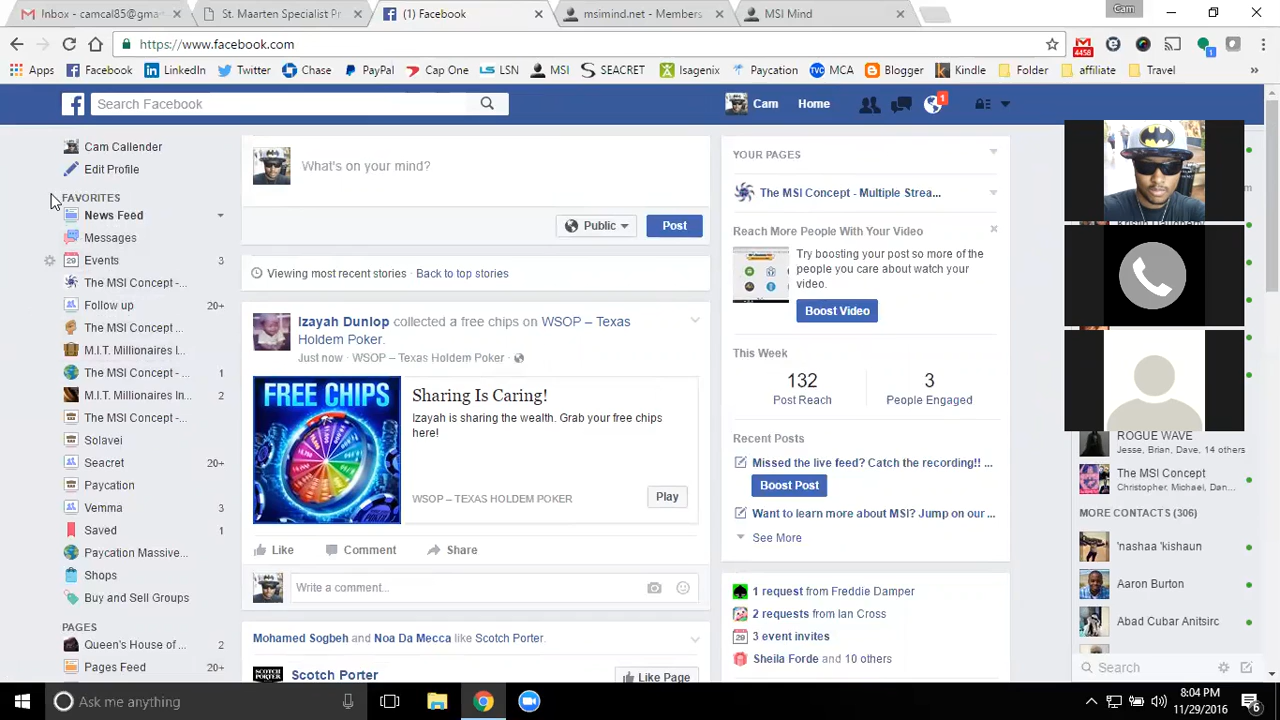 Inbox - camcal85@gma
St. Maarten Specialist Pr
(1) Facebook
msimind.net - Members
MSI Mind
Cam
https://www.facebook.com
4458
1
Apps
Facebook
LinkedIn
Twitter
Chase
PayPal
Cap One
LSN
MSI
SEACRET
Isagenix
Paycation
MCA
Blogger
Kindle
Folder
affiliate
Travel
Search Facebook
Cam
Home
1
Cam Callender
Edit Profile
FAVORITES
News Feed
Messages
Events 3
The MSI Concept -...
Follow up 20+
The MSI Concept ...
M.I.T. Millionaires I...
The MSI Concept - ... 1
M.I.T. Millionaires In... 2
The MSI Concept -...
Solavei
Seacret 20+
Paycation
Vemma 3
Saved 1
Paycation Massive...
Shops
Buy and Sell Groups
PAGES
Queen's House of ... 2
Pages Feed 20+
What's on your mind?
Public
Post
Viewing most recent stories · Back to top stories
Izayah Dunlop collected a free chips on WSOP – Texas
Holdem Poker.
Just now · WSOP – Texas Holdem Poker ·
FREE CHIPS
Sharing Is Caring!
Izayah is sharing the wealth. Grab your free chips
here!
WSOP – TEXAS HOLDEM POKER
Play
Like
Comment
Share
Write a comment...
Mohamed Sogbeh and Noa Da Mecca like Scotch Porter.
SCOTCH PORTER
Scotch Porter
Like Page
YOUR PAGES
The MSI Concept - Multiple Strea...
Reach More People With Your Video
Try boosting your post so more of the
people you care about watch your
video.
Boost Video
This Week
132
Post Reach
3
People Engaged
Recent Posts
Missed the live feed? Catch the recording!! ...
Boost Post
Want to learn more about MSI? Jump on our ...
See More
1 request from Freddie Damper
2 requests from Ian Cross
3 event invites
Sheila Forde and 10 others
ROGUE WAVE
Jesse, Brian, Dave, 14 others
The MSI Concept
Christopher, Michael, Dan...
MORE CONTACTS (306)
'nashaa 'kishaun
Aaron Burton
Abad Cubar Anitsirc
Search
Ask me anything
8:04 PM
11/29/2016
6